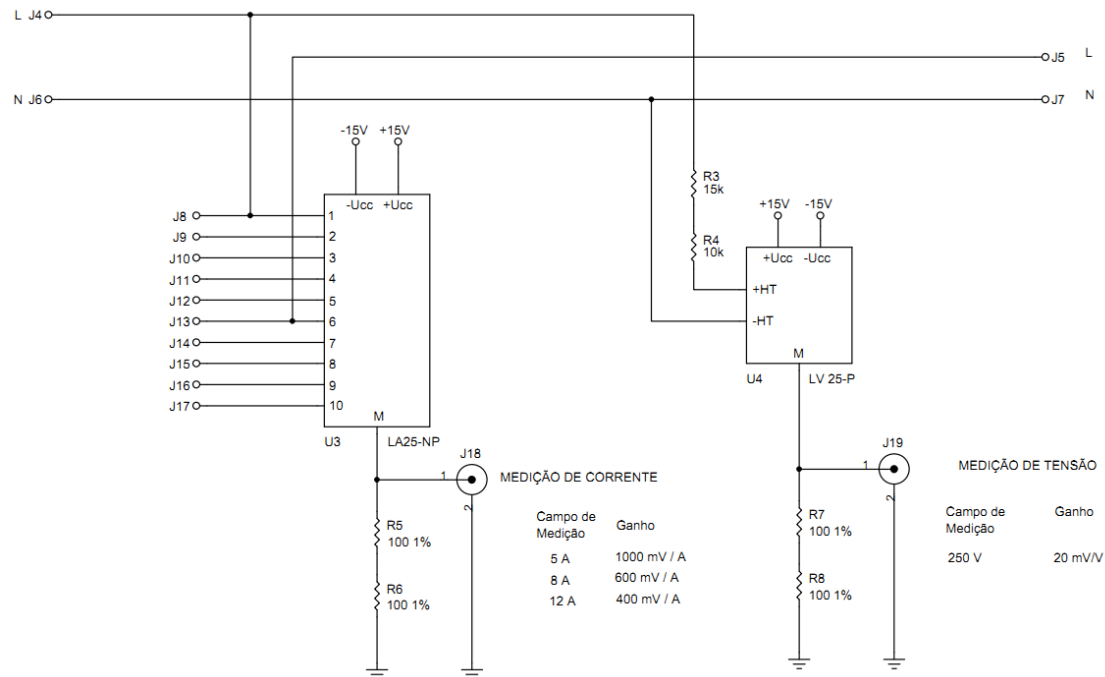 L J4
J5 L
N J6
J7 N
-15V +15V
R3
15k
+15V -15V
-Ucc +Ucc
J8 1
R4
10k
J9 2
+Ucc -Ucc
J10 3
J11 4
+HT
J12 5
J13 6
-HT
J14 7
M
J15 8
U4 LV 25-P
J16 9
J17 10
M
U3 LA25-NP
J18
J19
1
MEDIÇÃO DE CORRENTE
1
MEDIÇÃO DE TENSÃO
2
2
R5
100 1%
R6
100 1%
Campo de
Medição
Ganho
5 A 1000 mV / A
8 A 600 mV / A
12 A 400 mV / A
R7
100 1%
R8
100 1%
Campo de
Medição
Ganho
250 V 20 mV/V